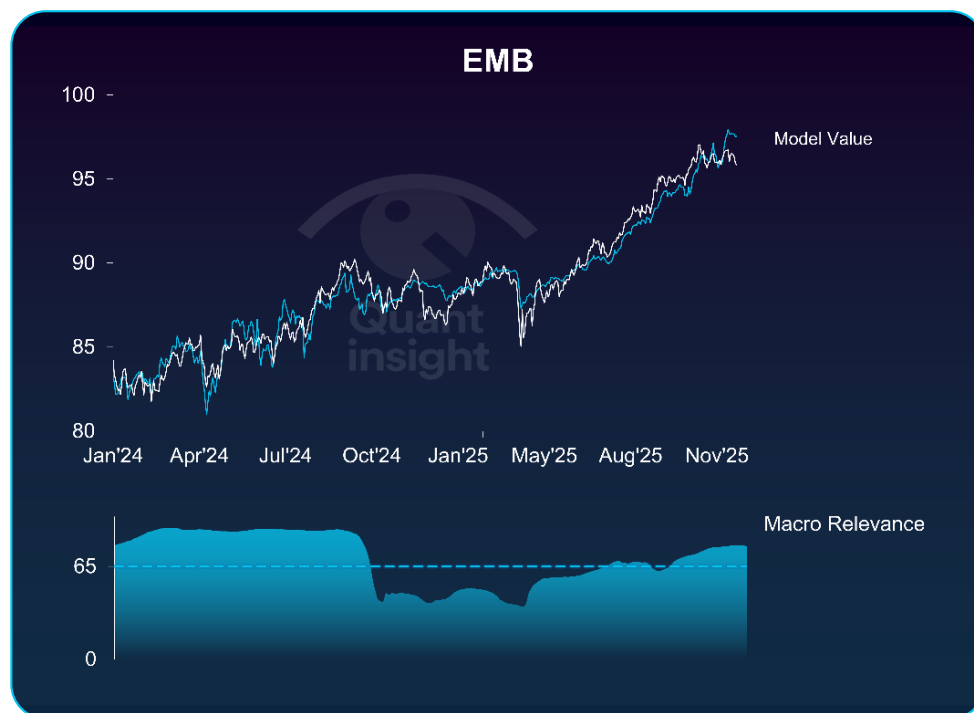 EMB
100
Model Value
95
90
Quant
insight
85
80
Jan'24 Apr'24 Jul'24 Oct'24 Jan'25 May'25 Aug'25 Nov'25
Macro Relevance
65
0